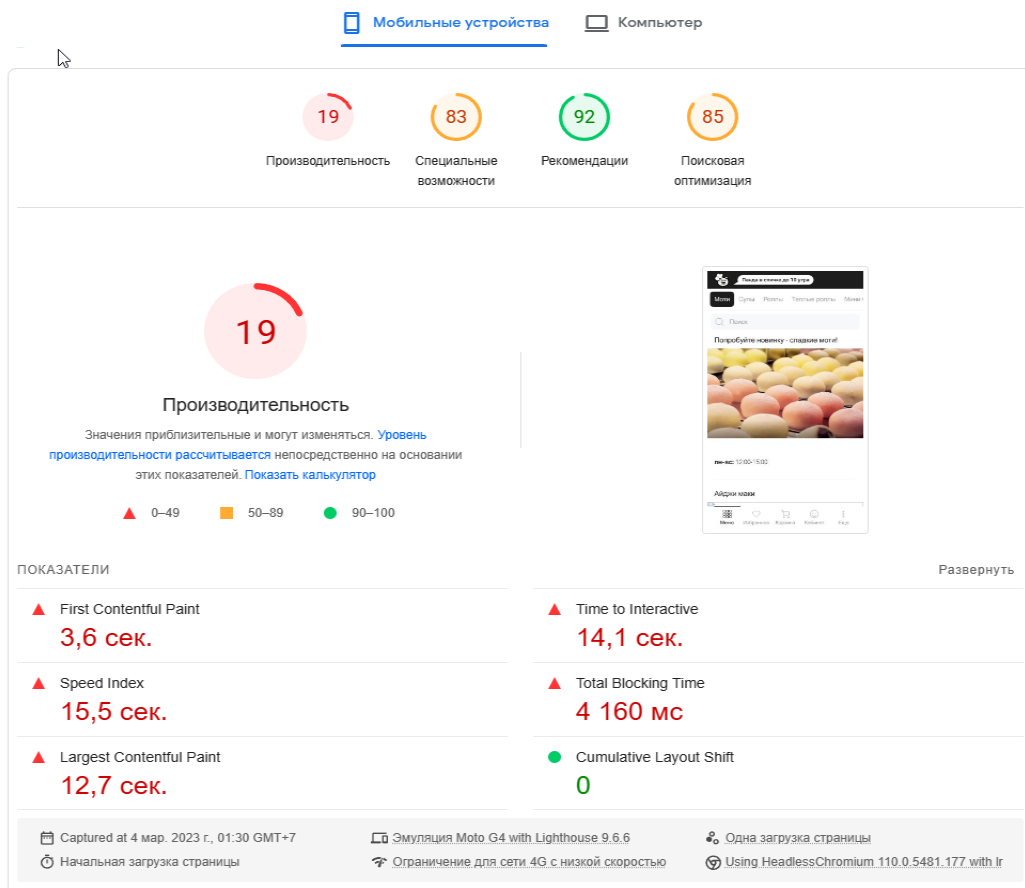 Мобильные устройства
Компьютер
19
83
92
85
Производительность
Специальные возможности
Рекомендации
Поисковая оптимизация
19
Производительность
Значения приблизительные и могут изменяться. Уровень
производительности рассчитывается непосредственно на основании
этих показателей. Показать калькулятор
0–49
50–89
90–100
Панда в спячке до 10 утра
Моти Супы Роллы Теплые роллы
Поиск
Попробуйте новинку - сладкие моти!
пн-вс: 12:00-15:00
Айджи маки
Меню Избранное Корзина Кабинет Ещё
ПОКАЗАТЕЛИ
Развернуть
First Contentful Paint
3,6 сек.
Time to Interactive
14,1 сек.
Speed Index
15,5 сек.
Total Blocking Time
4 160 мс
Largest Contentful Paint
12,7 сек.
Cumulative Layout Shift
0
Captured at 4 мар. 2023 г., 01:30 GMT+7
Эмуляция Moto G4 with Lighthouse 9.6.6
Одна загрузка страницы
Начальная загрузка страницы
Ограничение для сети 4G с низкой скоростью
Using HeadlessChromium 110.0.5481.177 with lr